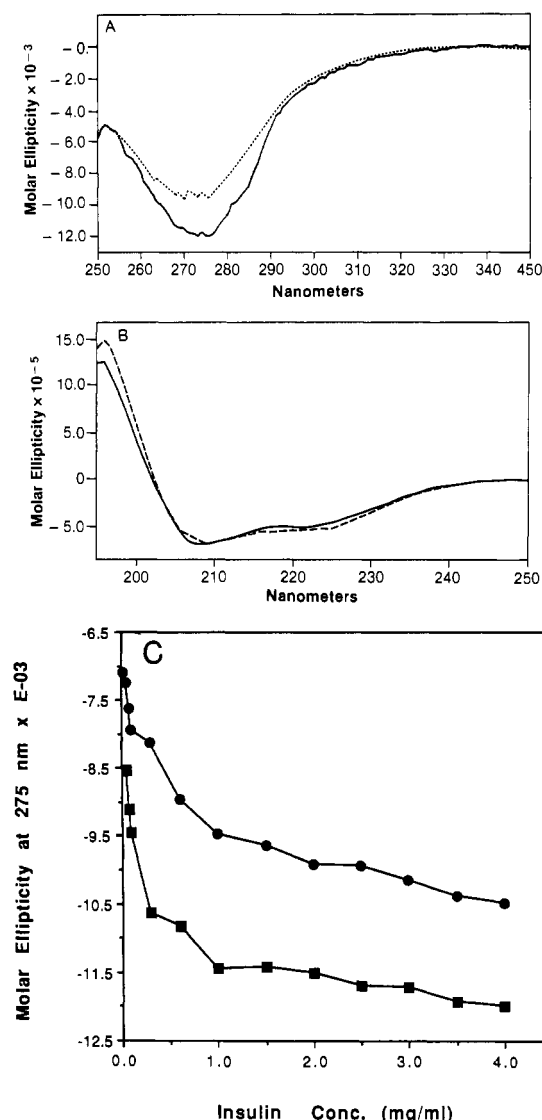 A
Molar Ellipticity × 10⁻³
– 0
– 2.0
– 4.0
– 6.0
– 8.0
– 10.0
– 12.0
250 260 270 280 290 300 310 320 330 340 450
Nanometers
B
Molar Ellipticity × 10⁻⁵
15.0
10.0
5.0
0
– 5.0
200 210 220 230 240 250
Nanometers
C
Molar Ellipticity at 275 nm x E-03
-6.5
-7.5
-8.5
-9.5
-10.5
-11.5
-12.5
0.0 1.0 2.0 3.0 4.0
Insulin Conc. (mg/ml)